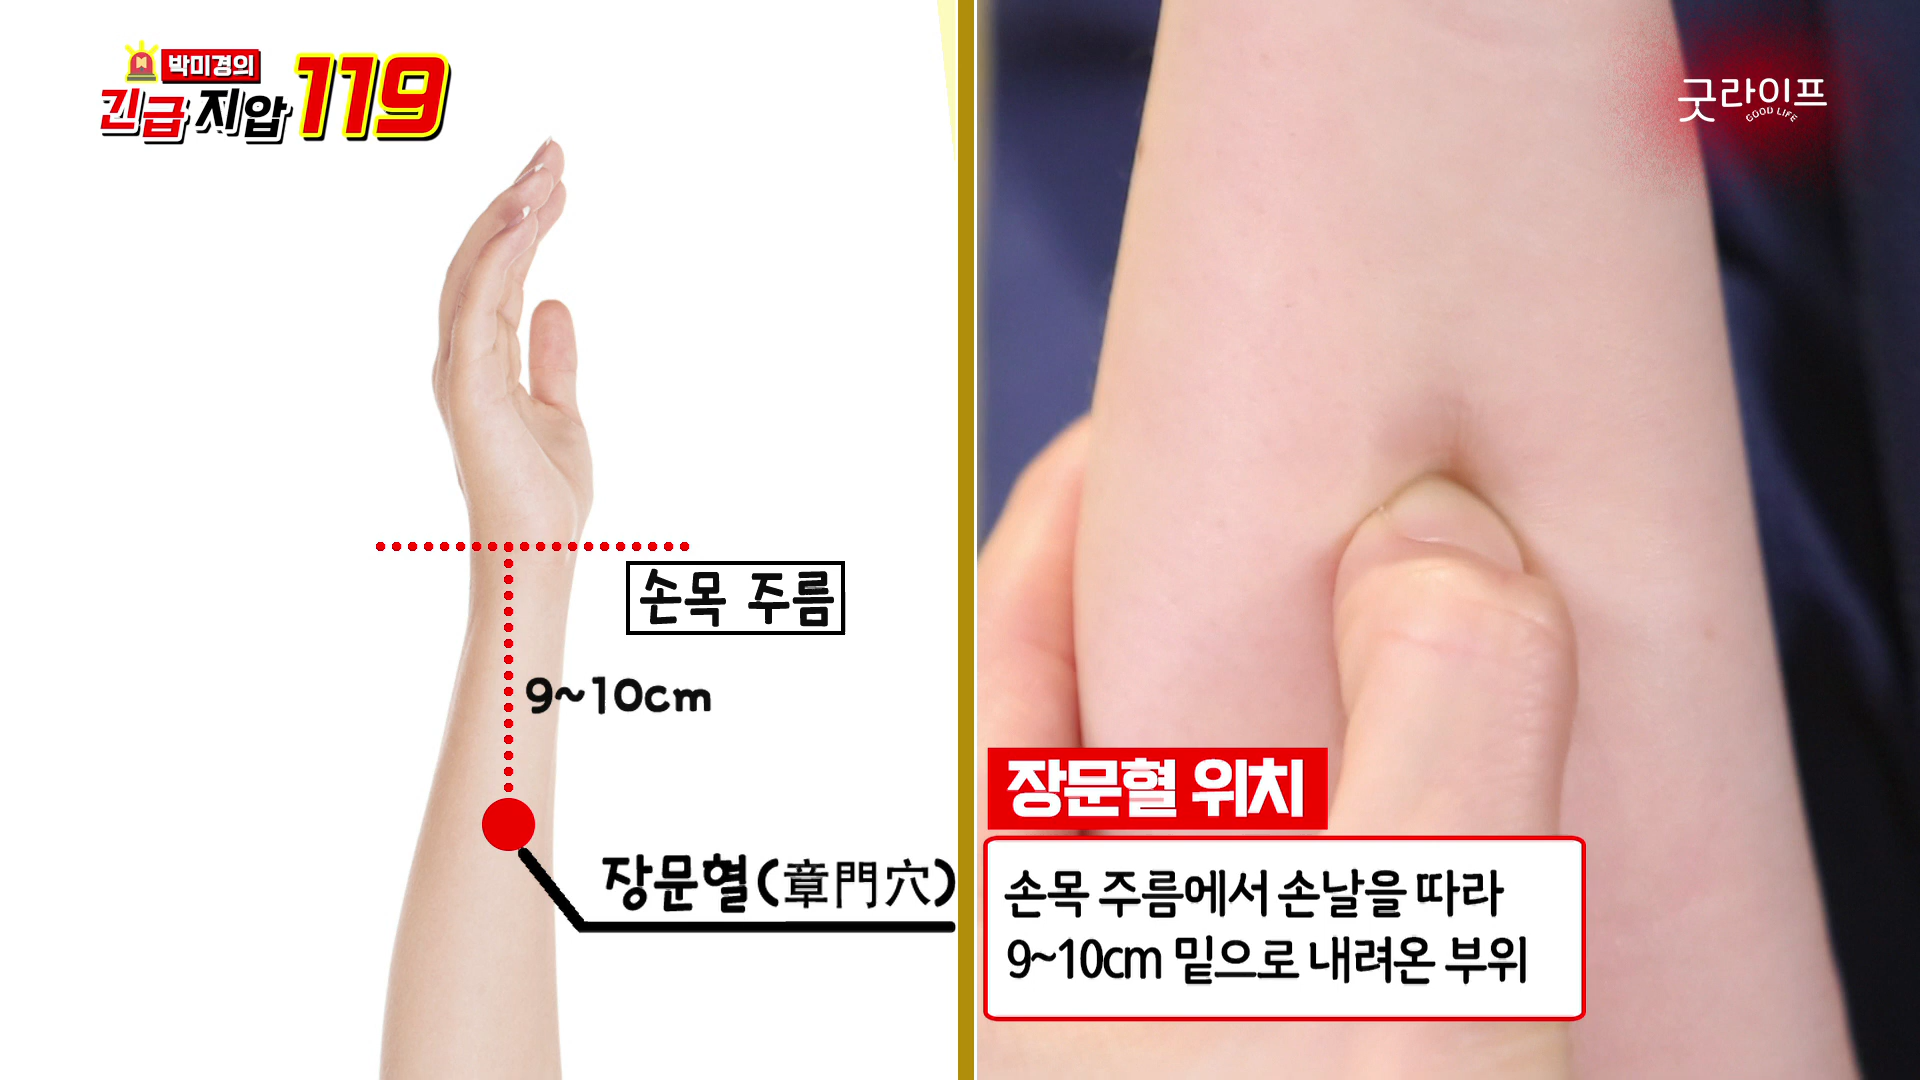 박미경의
긴급 지압 119
굿라이프
GOOD LIFE
손목 주름
9~10cm
장문혈(章門穴)
장문혈 위치
손목 주름에서 손날을 따라
9~10cm 밑으로 내려온 부위